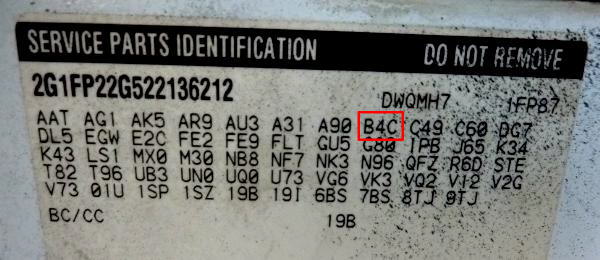 SERVICE PARTS IDENTIFICATION DO NOT REMOVE
2G1FP22G522136212 DWQMH7 1FP87
AAT AG1 AK5 AR9 AU3 A31 A90 B4C C49 C60 DG7
DL5 EGW E2C FE2 FE9 FLT GU5 G80 IPB J65 K34
K43 LS1 MX0 M30 NB8 NF7 NK3 N96 QFZ R6D STE
T82 T96 UB3 UN0 UQ0 U73 VG6 VK3 VQ2 V12 V2G
V73 01U 1SP 1SZ 19B 19I 6BS 7BS 8TJ 9TJ
BC/CC 19B